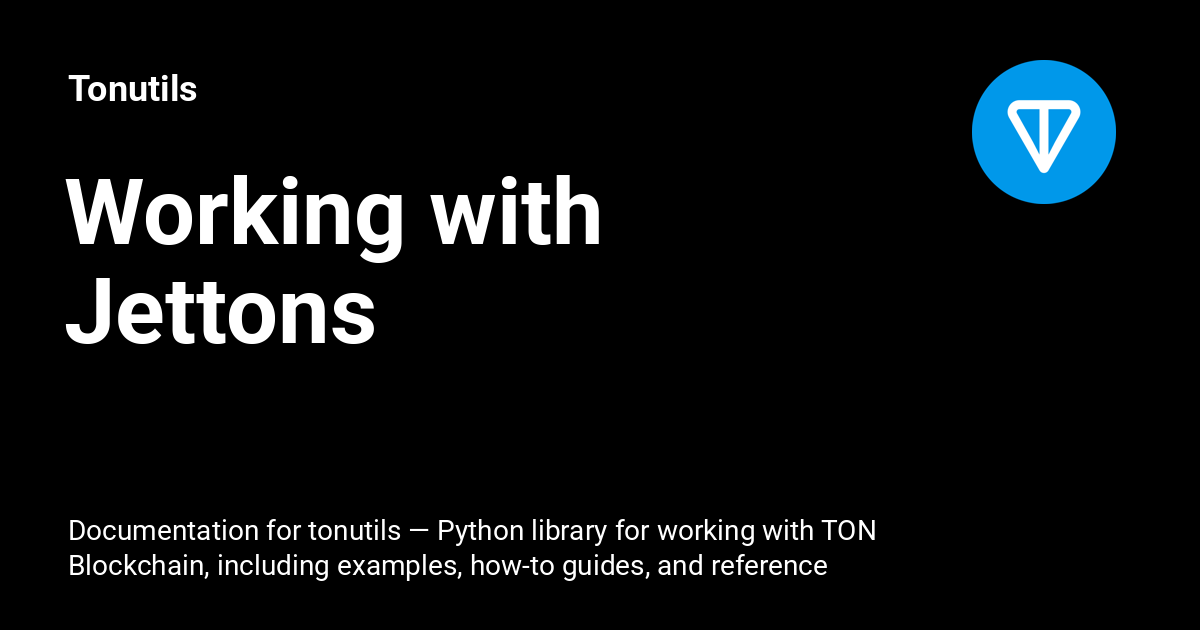 Tonutils
Working with
Jettons
Documentation for tonutils — Python library for working with TON
Blockchain, including examples, how-to guides, and reference